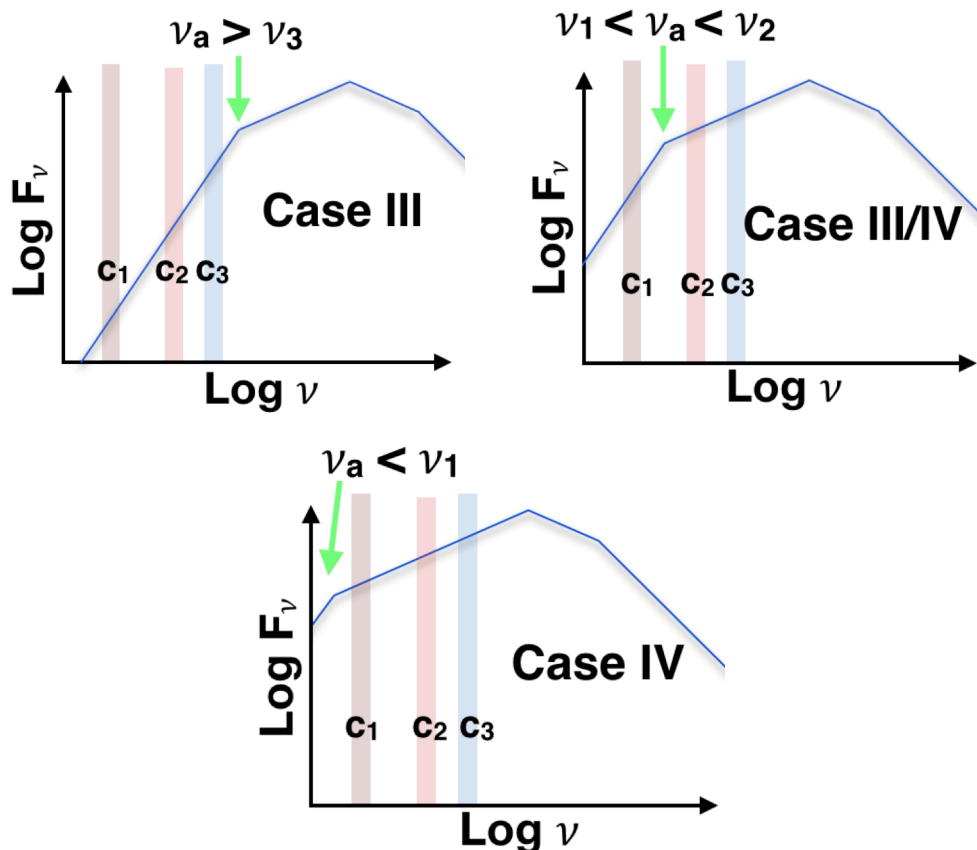 νa > ν3
Log Fν
Case III
c1 c2 c3
Log ν
ν1 < νa < ν2
Log Fν
Case III/IV
c1 c2 c3
Log ν
νa < ν1
Log Fν
Case IV
c1 c2 c3
Log ν